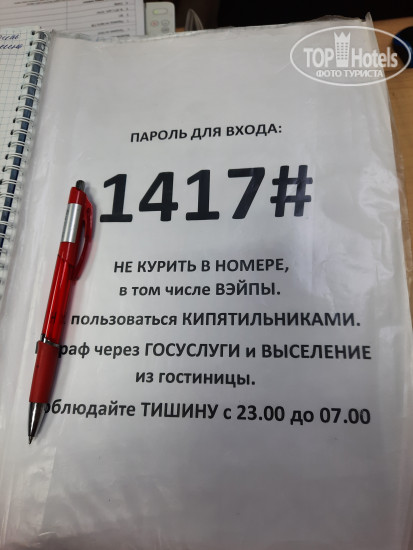 TOP Hotels
ФОТО ТУРИСТА
ПАРОЛЬ ДЛЯ ВХОДА:
1417#
НЕ КУРИТЬ В НОМЕРЕ,
в том числе ВЭЙПЫ.
пользоваться КИПЯТИЛЬНИКАМИ.
раф через ГОСУСЛУГИ и ВЫСЕЛЕНИЕ
из гостиницы.
облюдайте ТИШИНУ с 23.00 до 07.00